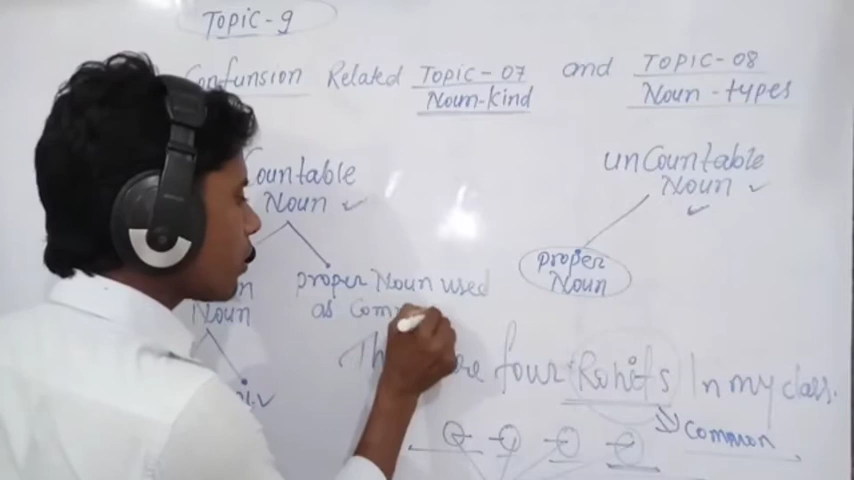 Topic-9
Confunsion Related Topic-07 and Topic-08
Noun-kind Noun-types
Countable unCountable
Noun Noun
proper Noun used proper
as Noun
Noun
four Rohits In my class.
common